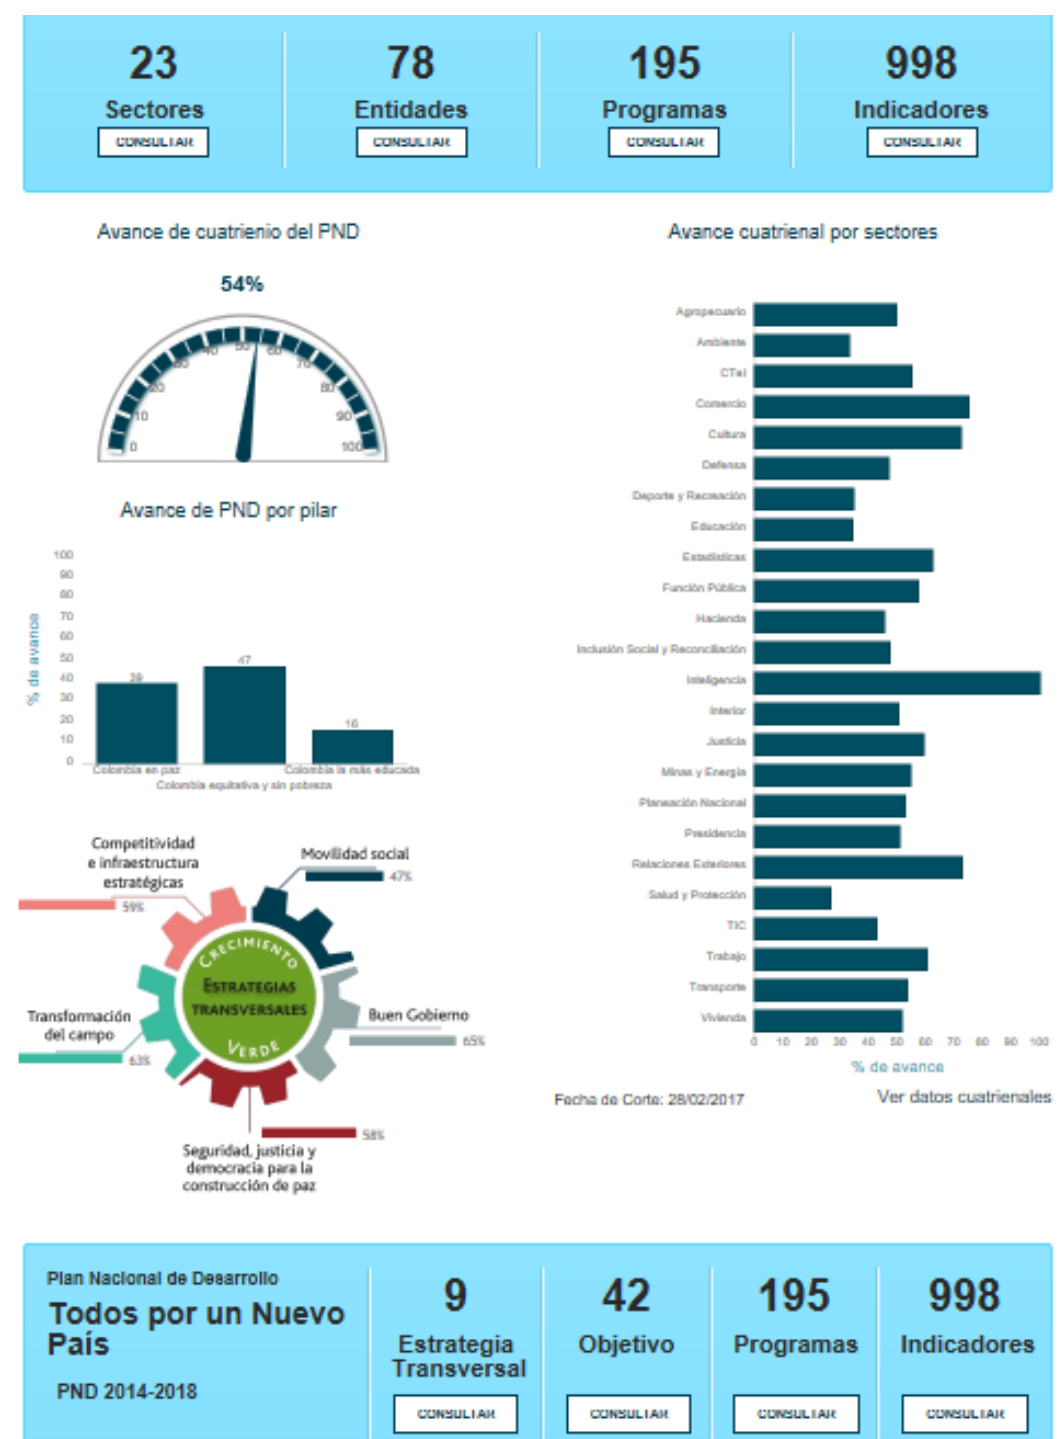 23
Sectores
CONSULTAR
78
Entidades
CONSULTAR
195
Programas
CONSULTAR
998
Indicadores
CONSULTAR
Avance de cuatrienio del PND
54%
0
10
20
30
40
50
60
70
80
90
100
Avance de PND por pilar
% de avance
100
90
80
70
60
50
40
30
20
10
0
39
47
16
Colombia en paz
Colombia equitativa y sin pobreza
Colombia la más educada
Competitividad
e infraestructura
estratégicas
59%
Movilidad social
47%
Transformación
del campo
63%
Buen Gobierno
65%
CRECIMIENTO
ESTRATEGIAS
TRANSVERSALES
VERDE
58%
Seguridad, justicia y
democracia para la
construcción de paz
Avance cuatrienal por sectores
Agropecuario
Ambiente
CTeI
Comercio
Cultura
Defensa
Deporte y Recreación
Educación
Estadísticas
Función Pública
Hacienda
Inclusión Social y Reconciliación
Inteligencia
Interior
Justicia
Minas y Energía
Planeación Nacional
Presidencia
Relaciones Exteriores
Salud y Protección
TIC
Trabajo
Transporte
Vivienda
0 10 20 30 40 50 60 70 80 90 100
% de avance
Fecha de Corte: 28/02/2017
Ver datos cuatrienales
Plan Nacional de Desarrollo
Todos por un Nuevo
País
PND 2014-2018
9
Estrategia
Transversal
CONSULTAR
42
Objetivo
CONSULTAR
195
Programas
CONSULTAR
998
Indicadores
CONSULTAR